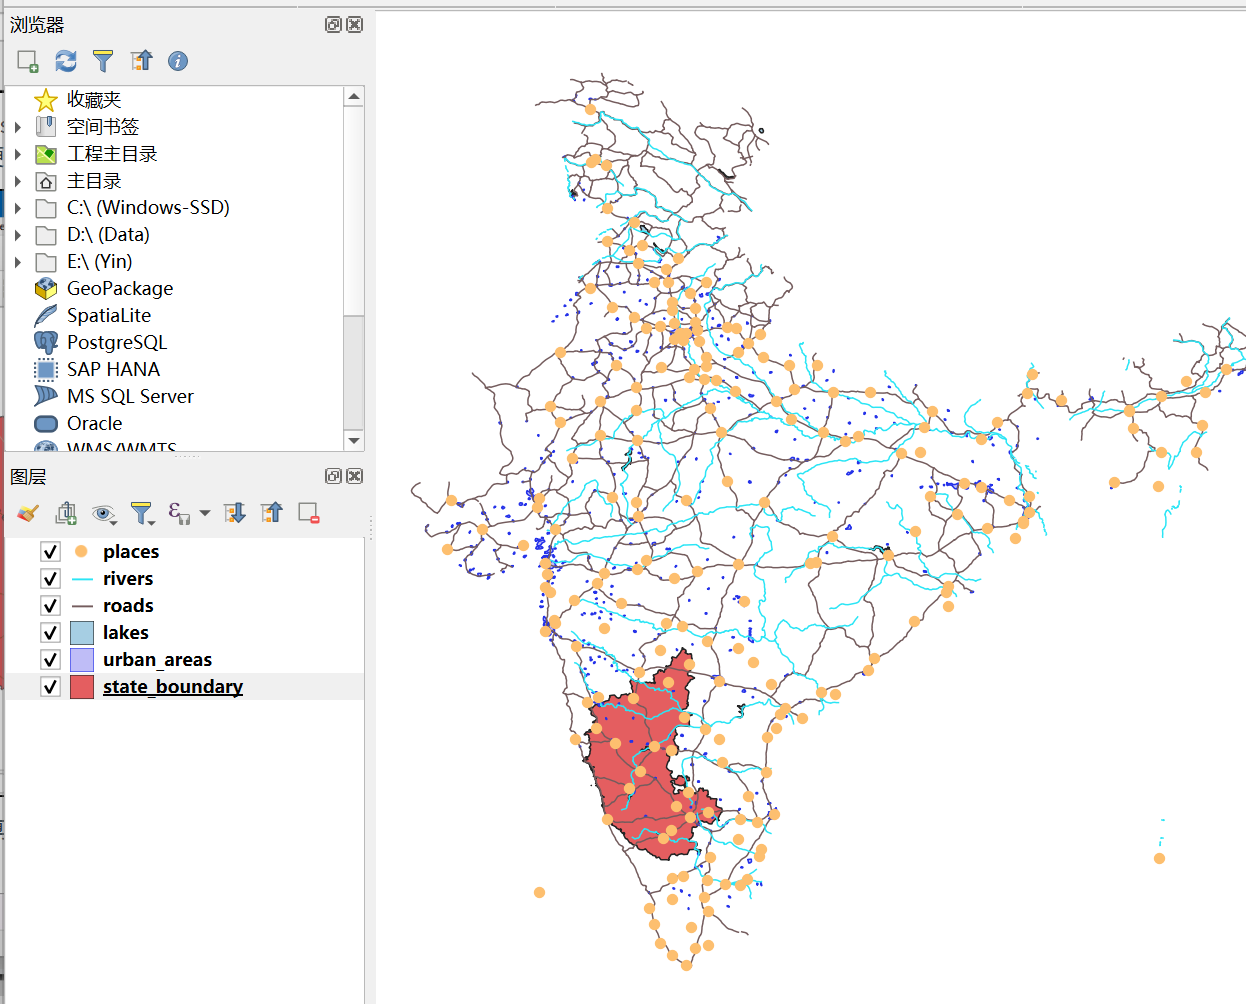 浏览器
收藏夹
空间书签
工程主目录
主目录
C:\ (Windows-SSD)
D:\ (Data)
E:\ (Yin)
GeoPackage
SpatiaLite
PostgreSQL
SAP HANA
MS SQL Server
Oracle
WMS/WMTS
图层
places
rivers
roads
lakes
urban_areas
state_boundary